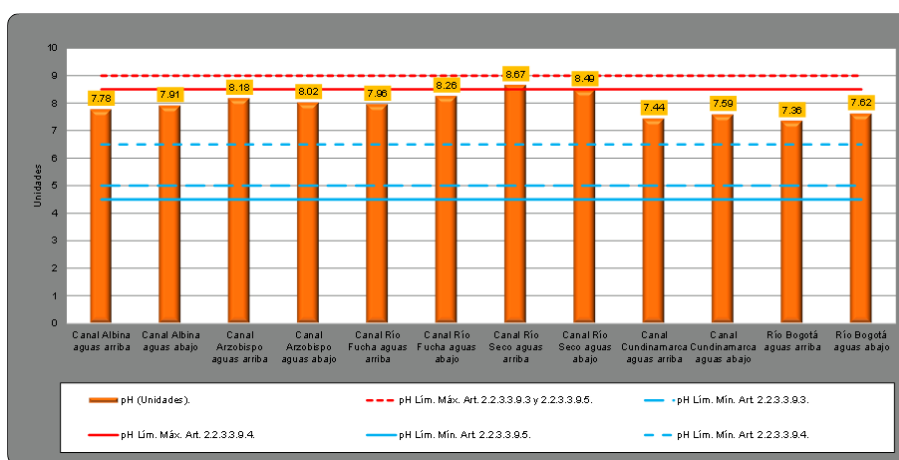 10
9
8
7
6
5
4
3
2
1
0
Unidades
7.78
7.91
8.18
8.02
7.96
8.26
8.67
8.49
7.44
7.59
7.36
7.62
Canal Albina
aguas arriba
Canal Albina
aguas abajo
Canal
Arzobispo
aguas arriba
Canal
Arzobispo
aguas abajo
Canal Río
Fucha aguas
arriba
Canal Río
Fucha aguas
abajo
Canal Río
Seco aguas
arriba
Canal Río
Seco aguas
abajo
Canal
Cundinamarca
aguas arriba
Canal
Cundinamarca
aguas abajo
Río Bogotá
aguas arriba
Río Bogotá
aguas abajo
pH (Unidades).
pH Lím. Máx. Art. 2.2.3.3.9.3 y 2.2.3.3.9.5.
pH Lím. Mín. Art. 2.2.3.3.9.3.
pH Lím. Máx. Art. 2.2.3.3.9.4.
pH Lím. Mín. Art. 2.2.3.3.9.5.
pH Lím. Mín. Art. 2.2.3.3.9.4.